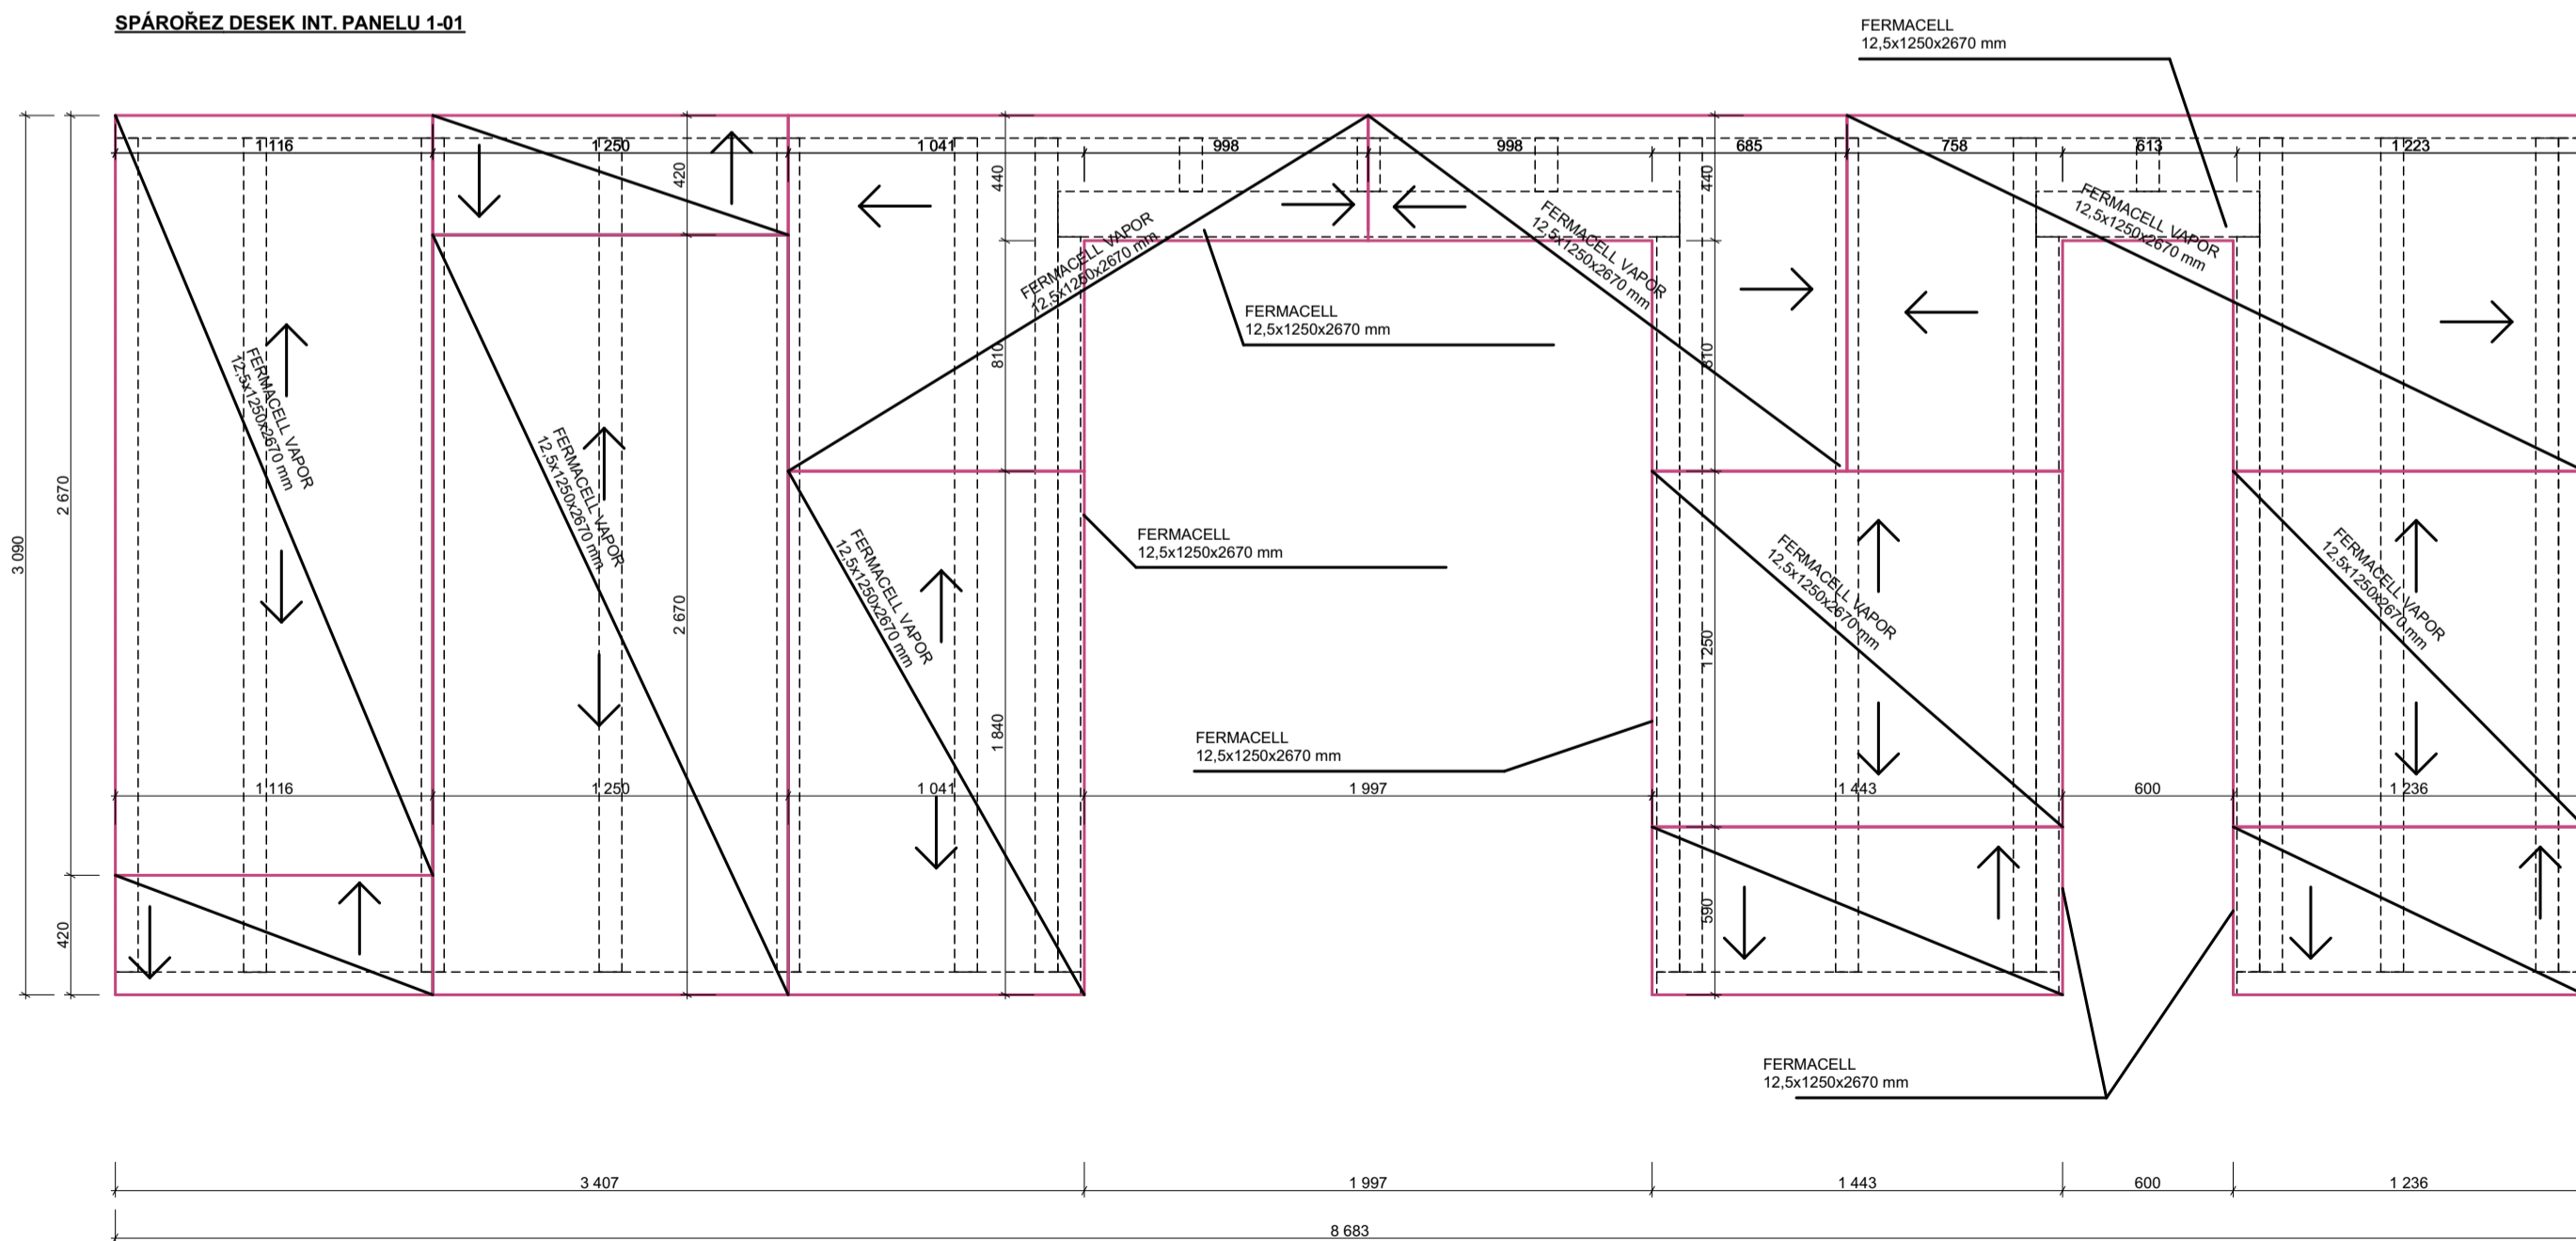 SPÁROŘEZ DESEK INT. PANELU 1-01
FERMACELL
12,5x1250x2670 mm
1 116
1 250
1 041
998
998
685
758
613
1 223
420
440
440
FERMACELL VAPOR
12,5x1250x2670 mm
FERMACELL VAPOR
12,5x1250x2670 mm
FERMACELL VAPOR
12,5x1250x2670 mm
FERMACELL
12,5x1250x2670 mm
810
810
FERMACELL VAPOR
12,5x1250x2670 mm
FERMACELL VAPOR
12,5x1250x2670 mm
FERMACELL VAPOR
12,5x1250x2670 mm
FERMACELL VAPOR
12,5x1250x2670 mm
FERMACELL VAPOR
12,5x1250x2670 mm
2 670
3 090
FERMACELL
12,5x1250x2670 mm
2 670
1 250
1 840
FERMACELL
12,5x1250x2670 mm
1 116
1 250
1 041
1 997
1 443
600
1 236
420
590
FERMACELL
12,5x1250x2670 mm
3 407
1 997
1 443
600
1 236
8 683